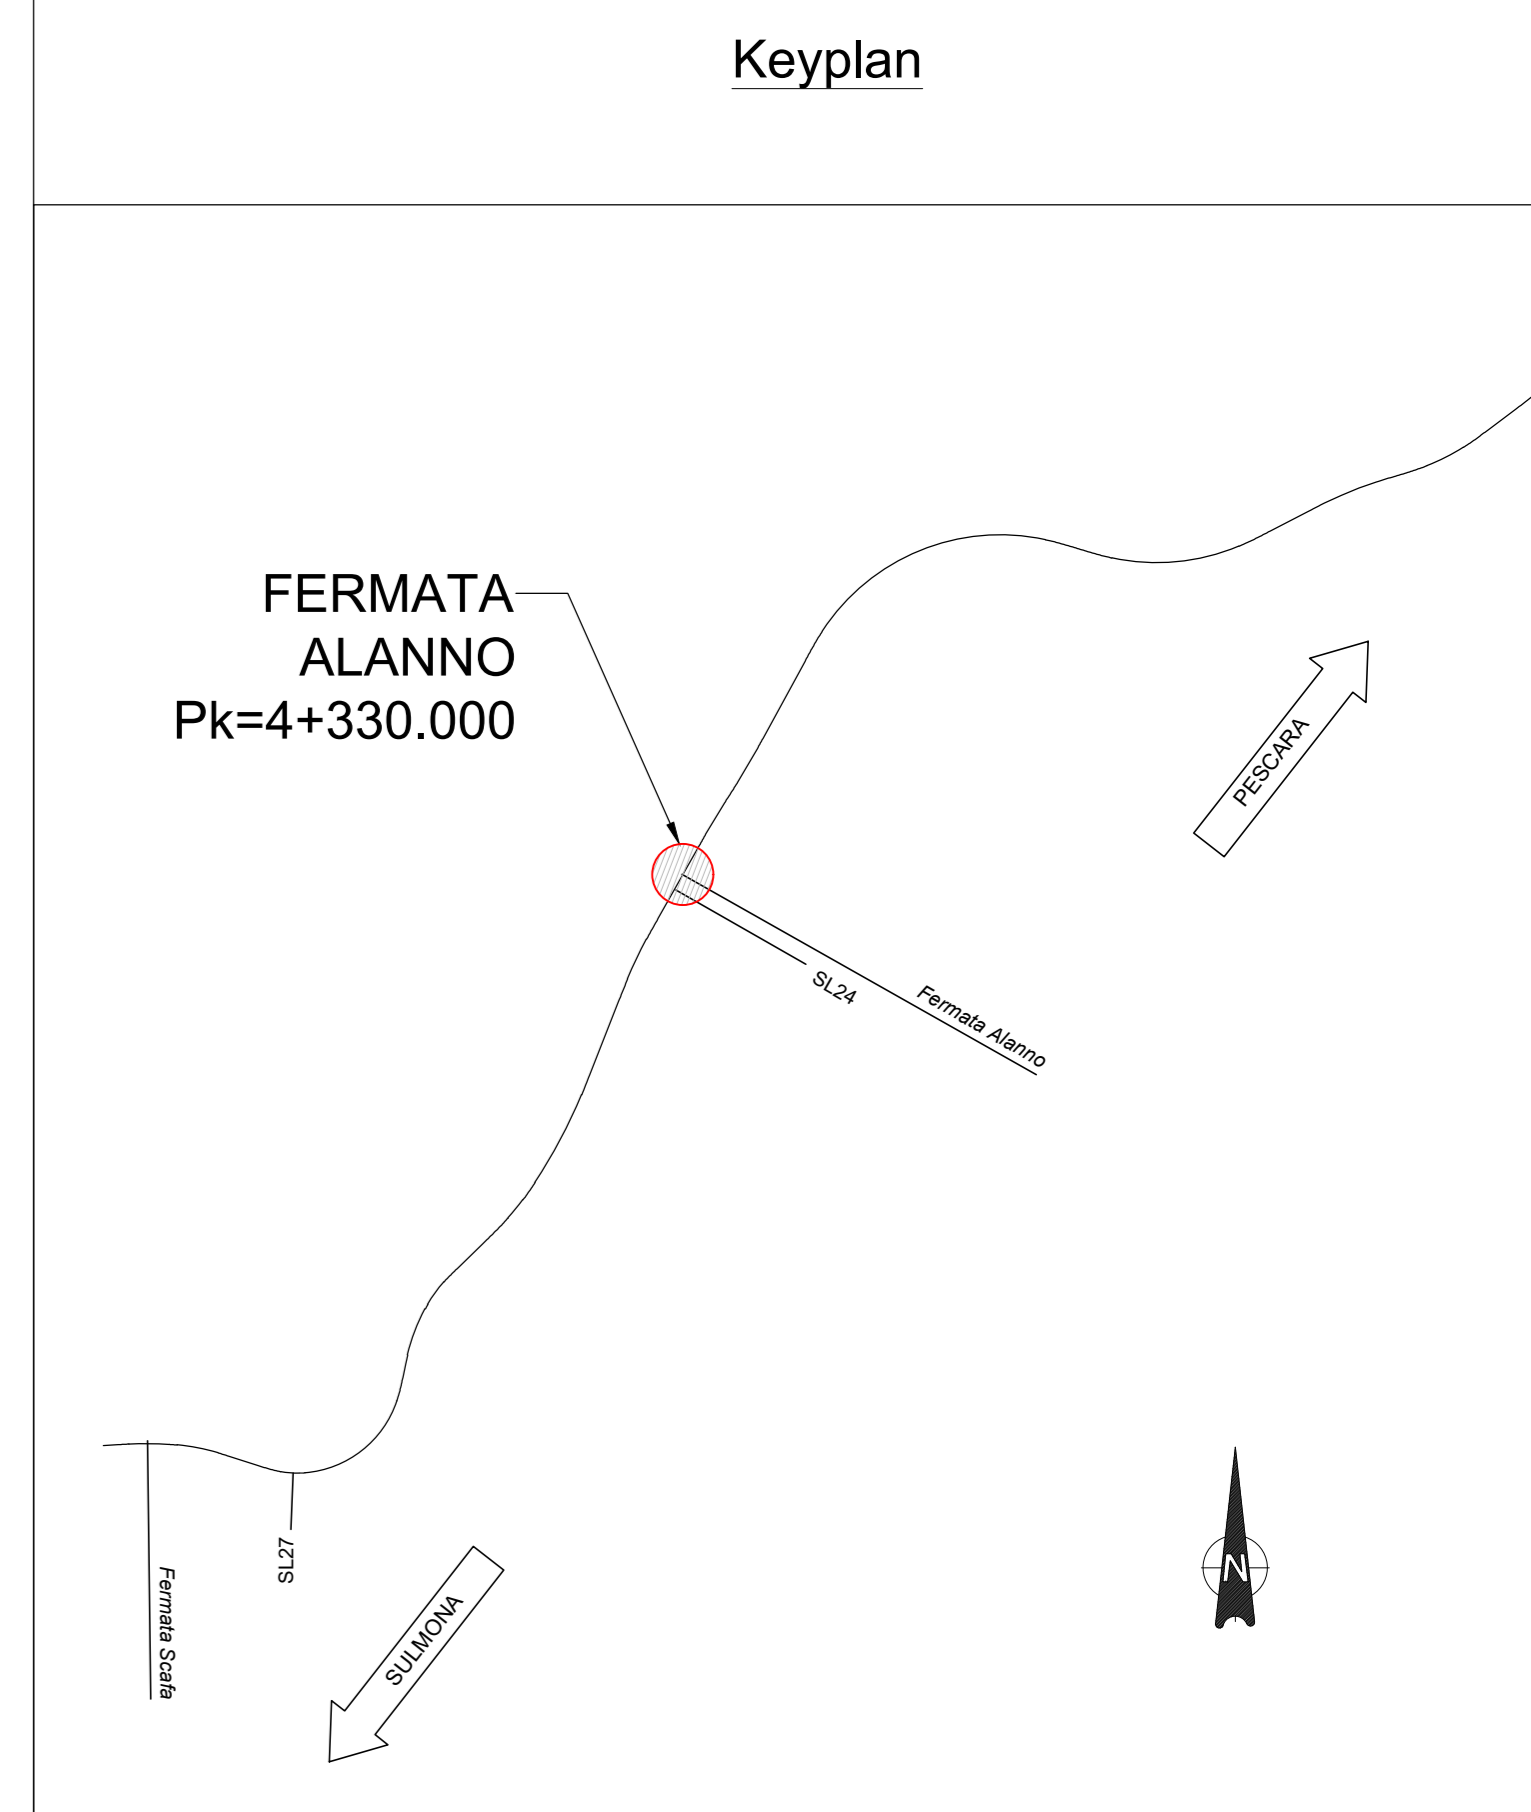 Keyplan
FERMATA
ALANNO
Pk=4+330.000
PESCARA
SL24
Fermata Alanno
SL27
Fermata Scafa
SULMONA
N